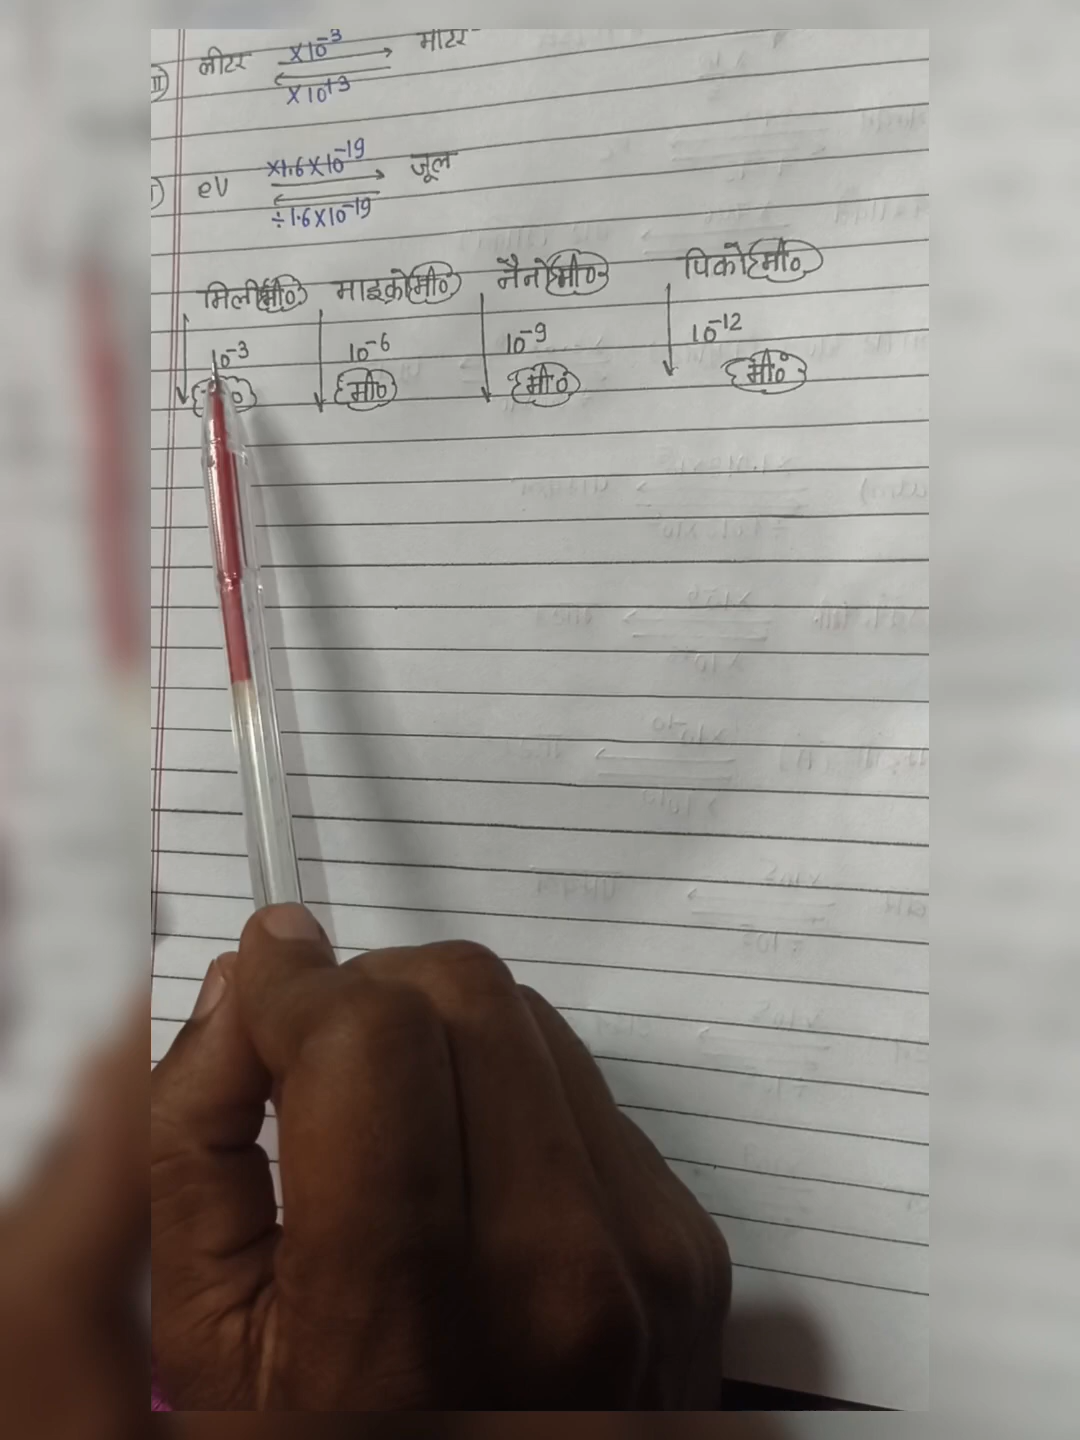 ×10⁻³
III) लीटर मीटर
×10⁺³
×1.6×10⁻¹⁹
eV जूल
÷1.6×10⁻¹⁹
मिलीमी० माइक्रोमी० नैनोमी० पिकोमी०
10⁻³ 10⁻⁶ 10⁻⁹ 10⁻¹²
मी० मी० मी०